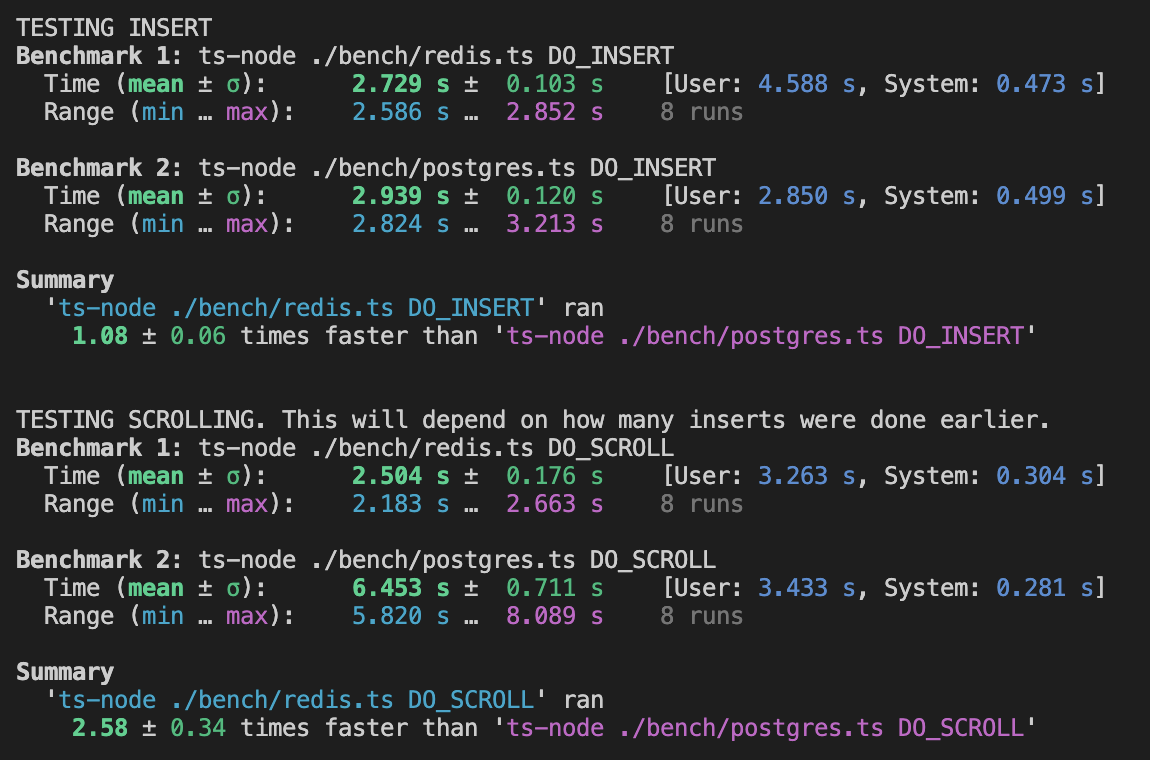 TESTING INSERT
Benchmark 1: ts-node ./bench/redis.ts DO_INSERT
  Time (mean ± σ):      2.729 s ±  0.103 s    [User: 4.588 s, System: 0.473 s]
  Range (min … max):    2.586 s …  2.852 s    8 runs

Benchmark 2: ts-node ./bench/postgres.ts DO_INSERT
  Time (mean ± σ):      2.939 s ±  0.120 s    [User: 2.850 s, System: 0.499 s]
  Range (min … max):    2.824 s …  3.213 s    8 runs

Summary
  'ts-node ./bench/redis.ts DO_INSERT' ran
    1.08 ± 0.06 times faster than 'ts-node ./bench/postgres.ts DO_INSERT'


TESTING SCROLLING. This will depend on how many inserts were done earlier.
Benchmark 1: ts-node ./bench/redis.ts DO_SCROLL
  Time (mean ± σ):      2.504 s ±  0.176 s    [User: 3.263 s, System: 0.304 s]
  Range (min … max):    2.183 s …  2.663 s    8 runs

Benchmark 2: ts-node ./bench/postgres.ts DO_SCROLL
  Time (mean ± σ):      6.453 s ±  0.711 s    [User: 3.433 s, System: 0.281 s]
  Range (min … max):    5.820 s …  8.089 s    8 runs

Summary
  'ts-node ./bench/redis.ts DO_SCROLL' ran
    2.58 ± 0.34 times faster than 'ts-node ./bench/postgres.ts DO_SCROLL'